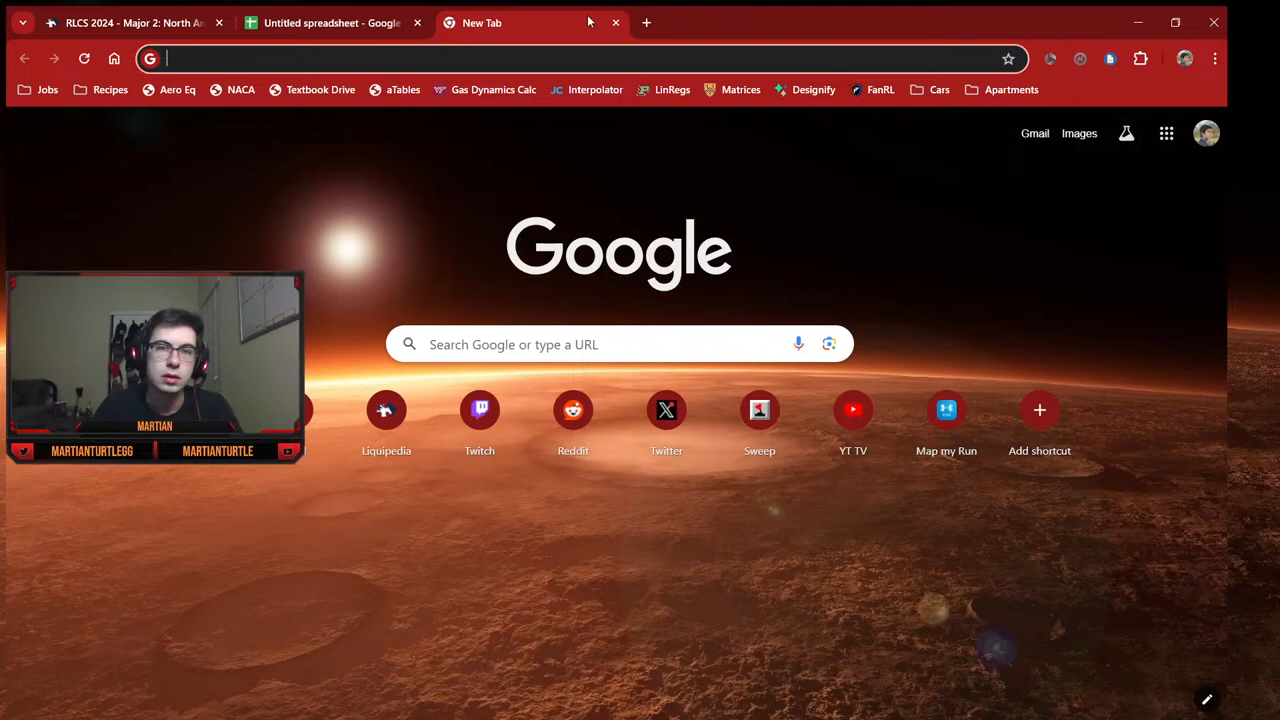 RLCS 2024 - Major 2: North Am
Untitled spreadsheet - Google
New Tab
Jobs
Recipes
Aero Eq
NACA
Textbook Drive
aTables
Gas Dynamics Calc
Interpolator
LinRegs
Matrices
Designify
FanRL
Cars
Apartments
Gmail
Images
Google
Search Google or type a URL
Liquipedia
Twitch
Reddit
Twitter
Sweep
YT TV
Map my Run
Add shortcut
MARTIAN
MARTIANTURTLEGG
MARTIANTURTLE